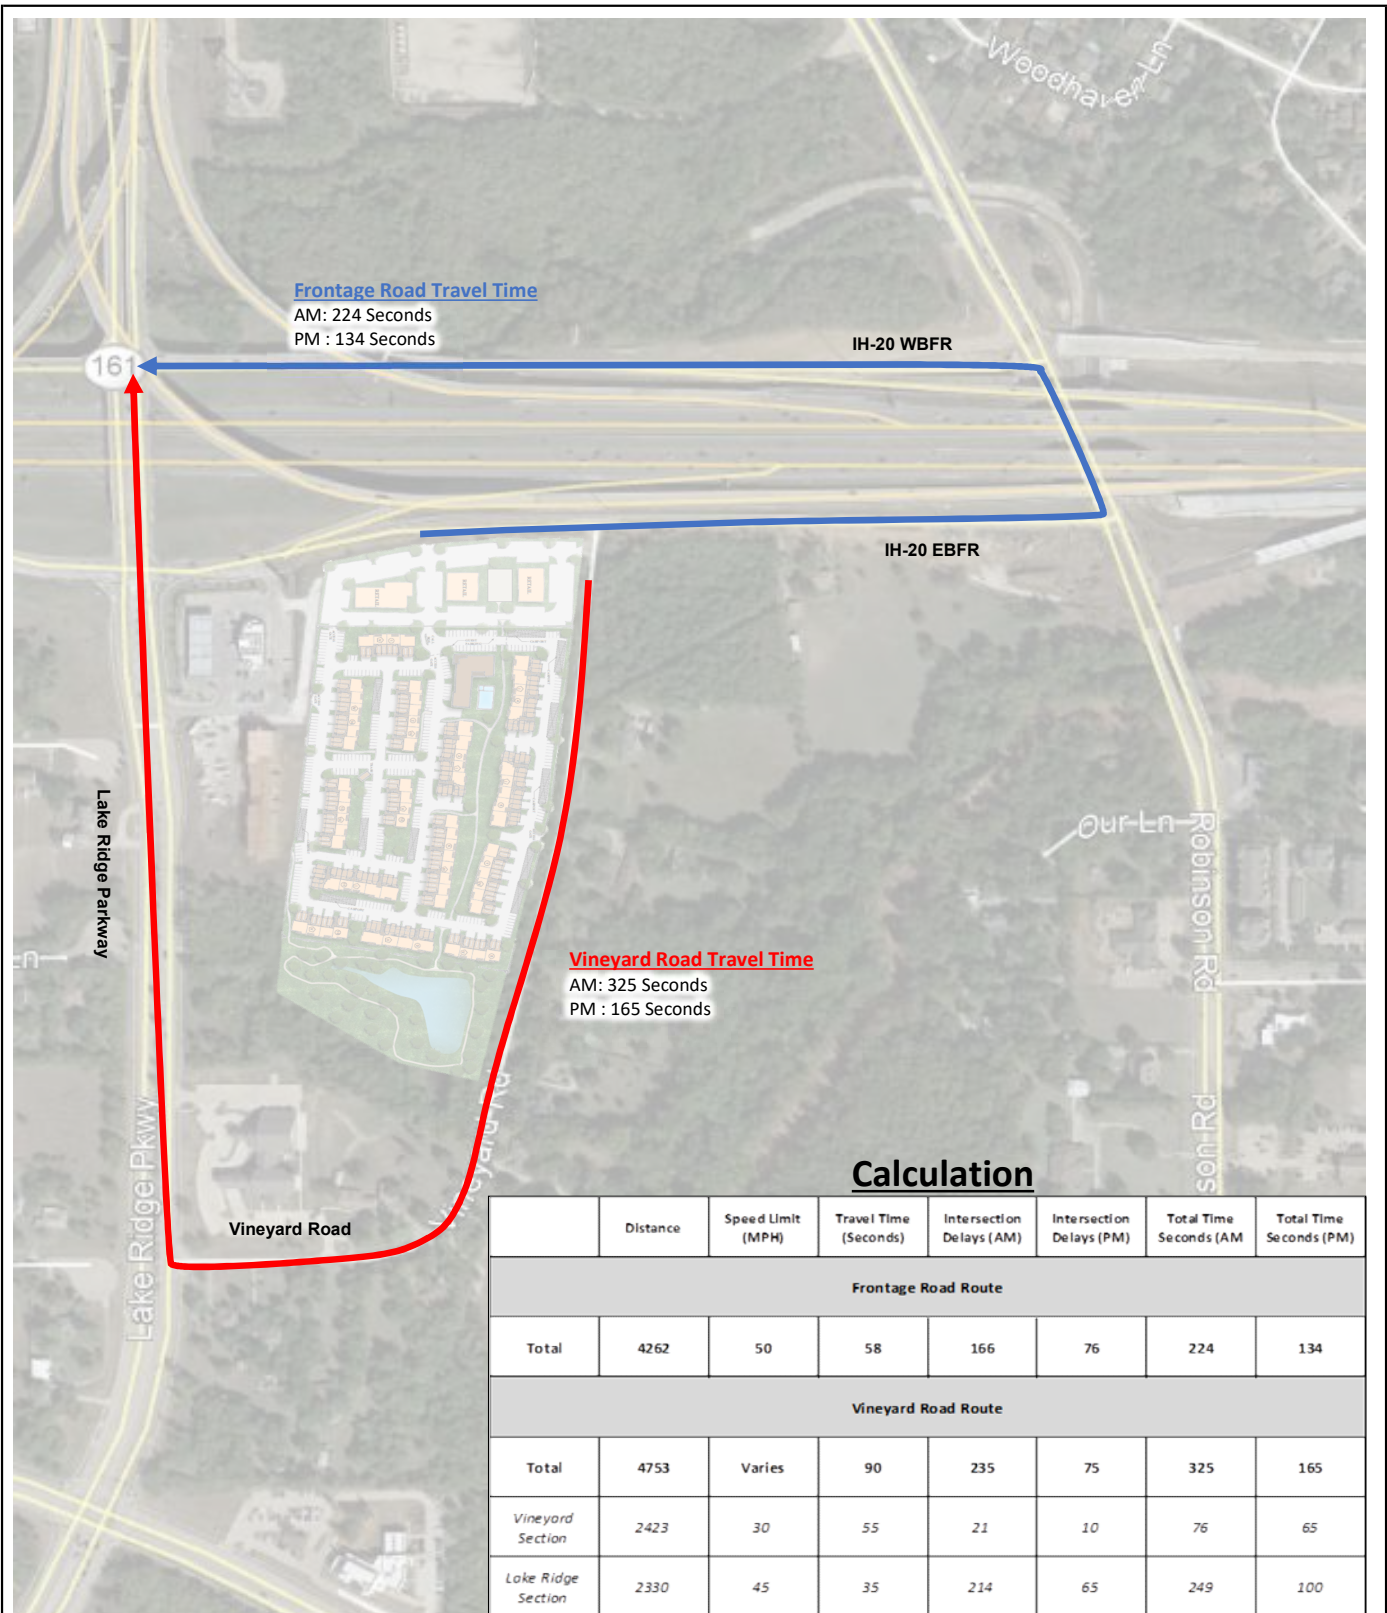 Woodhaven Ln
Frontage Road Travel Time
AM: 224 Seconds
PM : 134 Seconds
IH-20 WBFR
161
IH-20 EBFR
Lake Ridge Parkway
Our Ln
Robinson Rd
Ln
Vineyard Road Travel Time
AM: 325 Seconds
PM : 165 Seconds
Vineyard Rd
son Rd
Lake Ridge Pkwy
Vineyard Road
Calculation
Distance Speed Limit (MPH) Travel Time (Seconds) Intersection Delays (AM) Intersection Delays (PM) Total Time Seconds (AM Total Time Seconds (PM)
Frontage Road Route
Total 4262 50 58 166 76 224 134
Vineyard Road Route
Total 4753 Varies 90 235 75 325 165
Vineyard Section 2423 30 55 21 10 76 65
Lake Ridge Section 2330 45 35 214 65 249 100